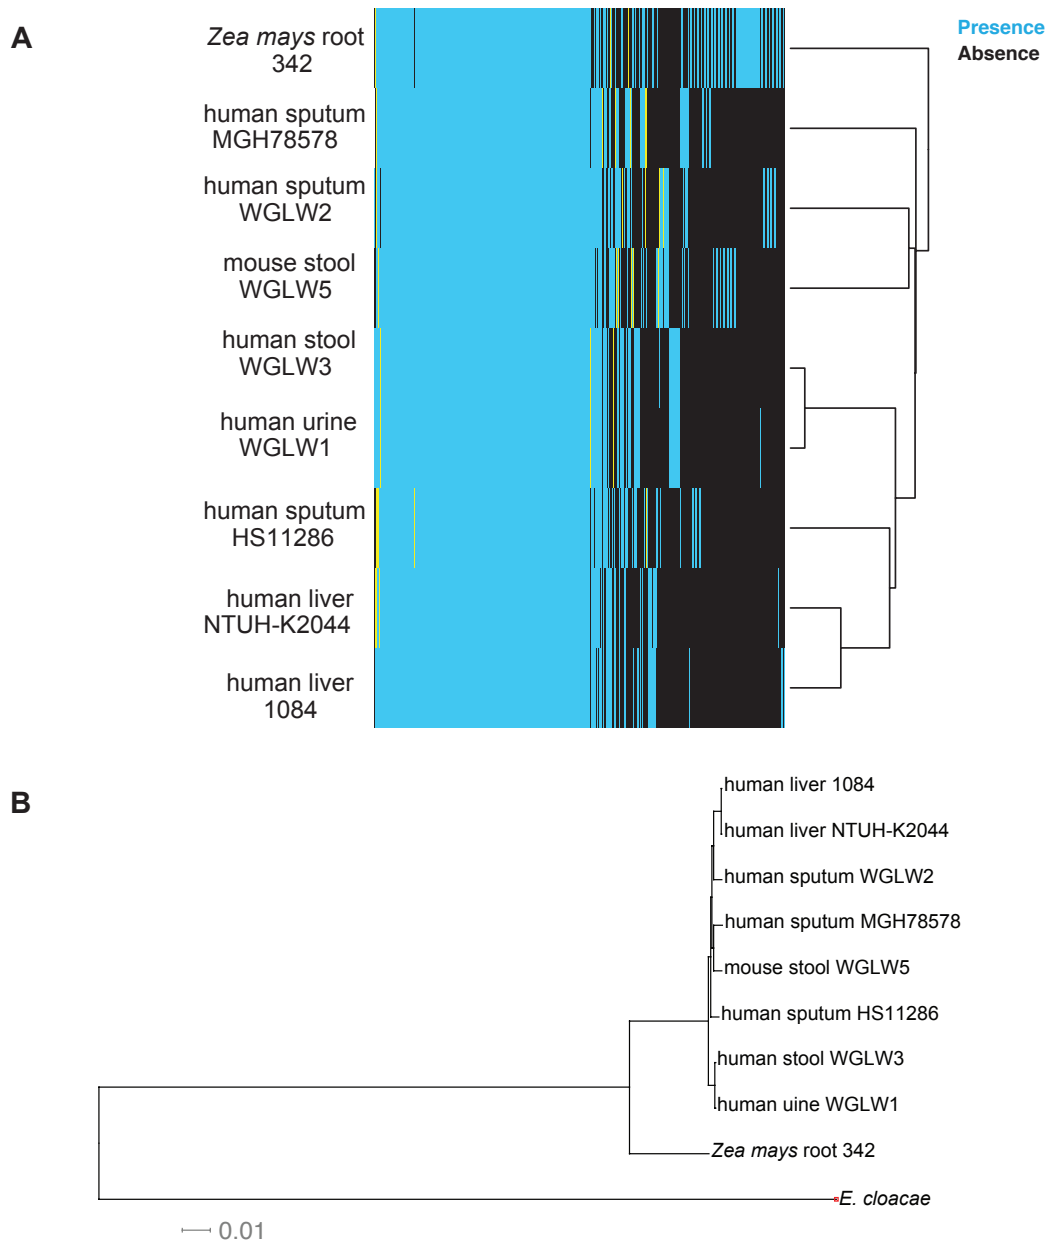 A
Presence
Absence
Zea mays root
342
human sputum
MGH78578
human sputum
WGLW2
mouse stool
WGLW5
human stool
WGLW3
human urine
WGLW1
human sputum
HS11286
human liver
NTUH-K2044
human liver
1084
B
human liver 1084
human liver NTUH-K2044
human sputum WGLW2
human sputum MGH78578
mouse stool WGLW5
human sputum HS11286
human stool WGLW3
human uine WGLW1
Zea mays root 342
E. cloacae
0.01